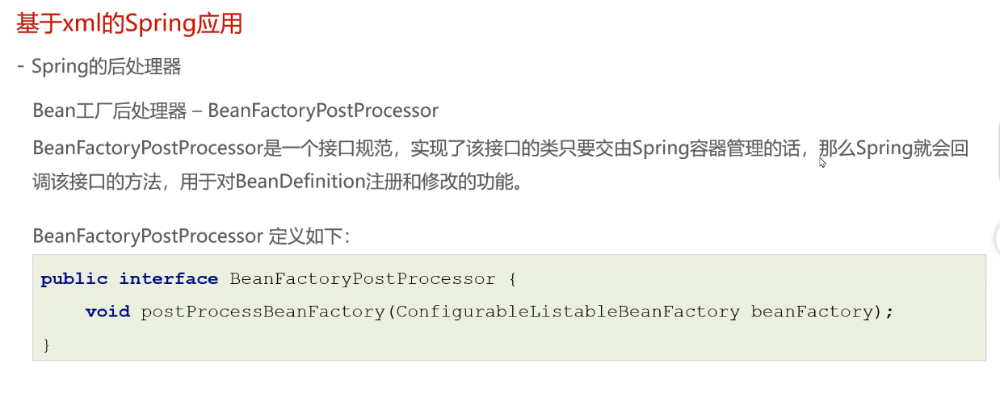 基于xml的Spring应用
- Spring的后处理器
Bean工厂后处理器 – BeanFactoryPostProcessor
BeanFactoryPostProcessor是一个接口规范，实现了该接口的类只要交由Spring容器管理的话，那么Spring就会回
调该接口的方法，用于对BeanDefinition注册和修改的功能。
BeanFactoryPostProcessor 定义如下：
public interface BeanFactoryPostProcessor {
    void postProcessBeanFactory(ConfigurableListableBeanFactory beanFactory);
}